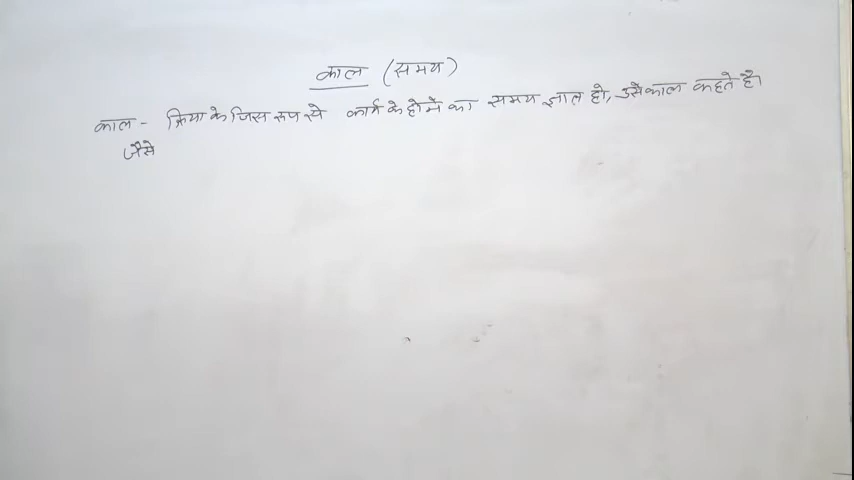 काल (समय)
काल - क्रिया के जिस रूप से कार्य के होने का समय ज्ञात हो, उसे काल कहते है।
जैसे